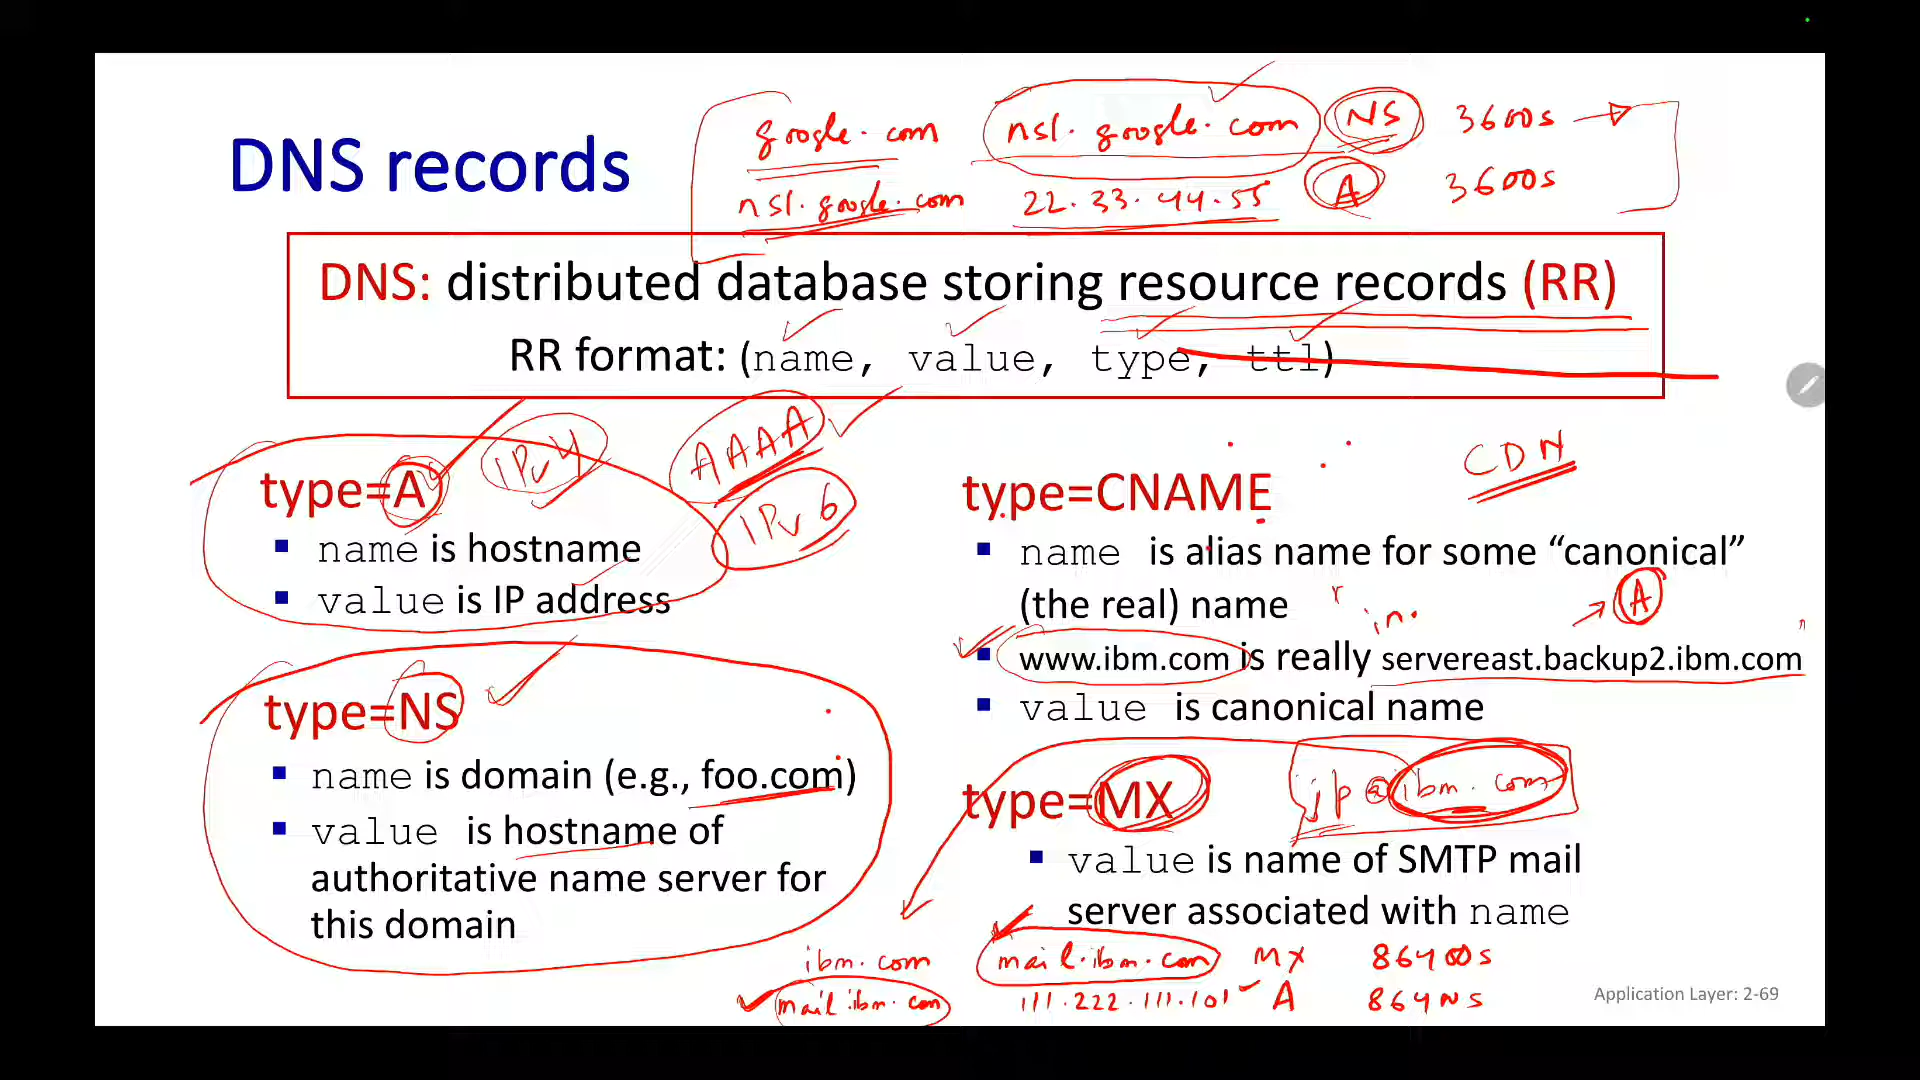 google.com ns1.google.com NS 3600s
DNS records
ns1.google.com 22.33.44.55 A 3600s
DNS: distributed database storing resource records (RR)
RR format: (name, value, type, ttl)
type=A IPv4 AAAA
IPv6
name is hostname
value is IP address
type=NS
name is domain (e.g., foo.com)
value is hostname of
authoritative name server for
this domain
CDN
type=CNAME
name is alias name for some “canonical”
(the real) name
A
in.
www.ibm.com is really servereast.backup2.ibm.com
value is canonical name
type=MX jp@ibm.com
value is name of SMTP mail
server associated with name
ibm.com mail.ibm.com MX 86400s
mail.ibm.com 111.222.111.101 A
Application Layer: 2-69